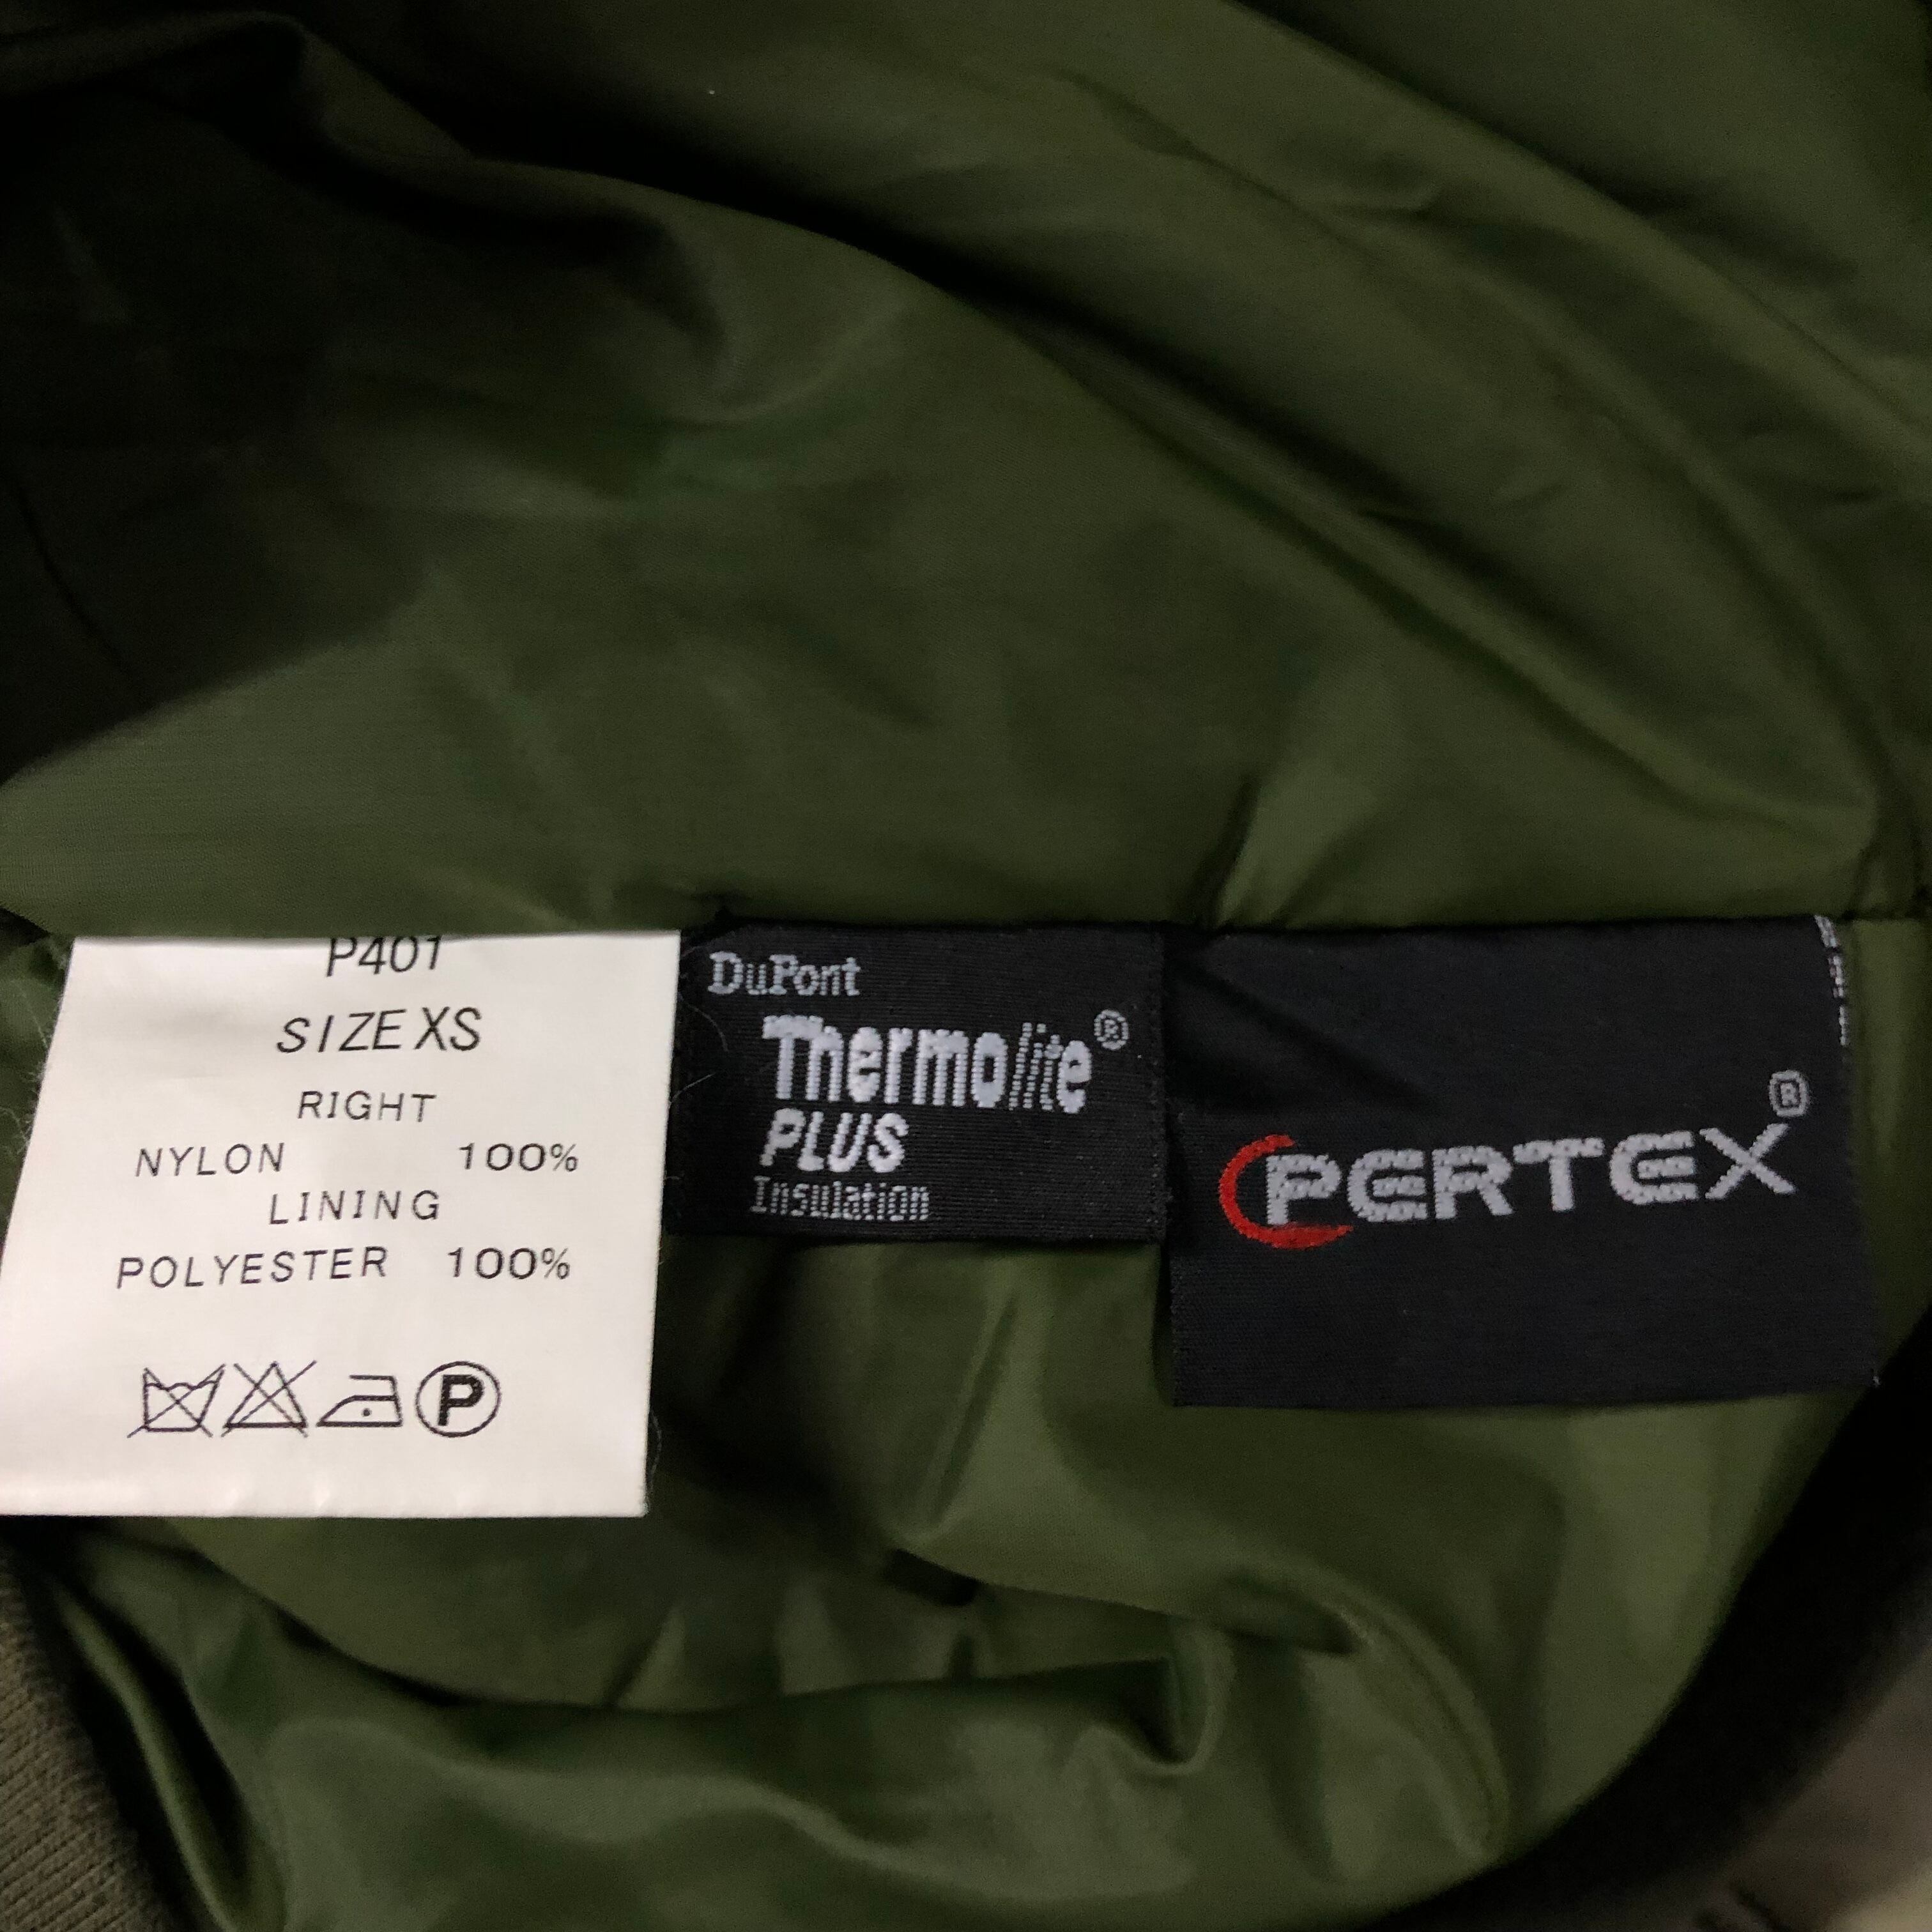 P401
SIZE XS
RIGHT
NYLON 100%
LINING
POLYESTER 100%
P
DuPont
Thermolite®
PLUS
Insulation
PERTEX®